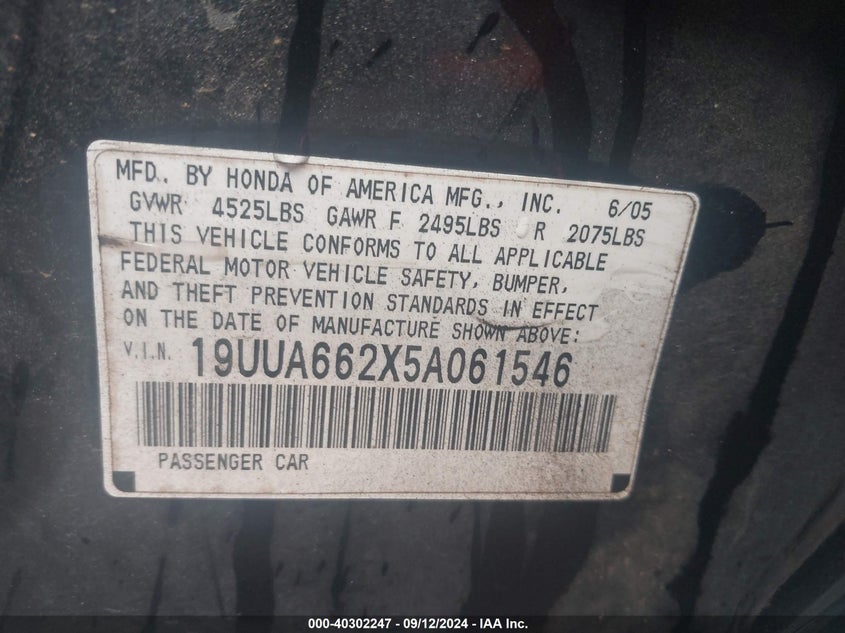 MFD. BY HONDA OF AMERICA MFG., INC. 6/05
GVWR 4525LBS GAWR F 2495LBS R 2075LBS
THIS VEHICLE CONFORMS TO ALL APPLICABLE
FEDERAL MOTOR VEHICLE SAFETY, BUMPER,
AND THEFT PREVENTION STANDARDS IN EFFECT
ON THE DATE OF MANUFACTURE SHOWN ABOVE:
V.I.N. 19UUA662X5A061546
PASSENGER CAR
000-40302247 - 09/12/2024 - IAA Inc.